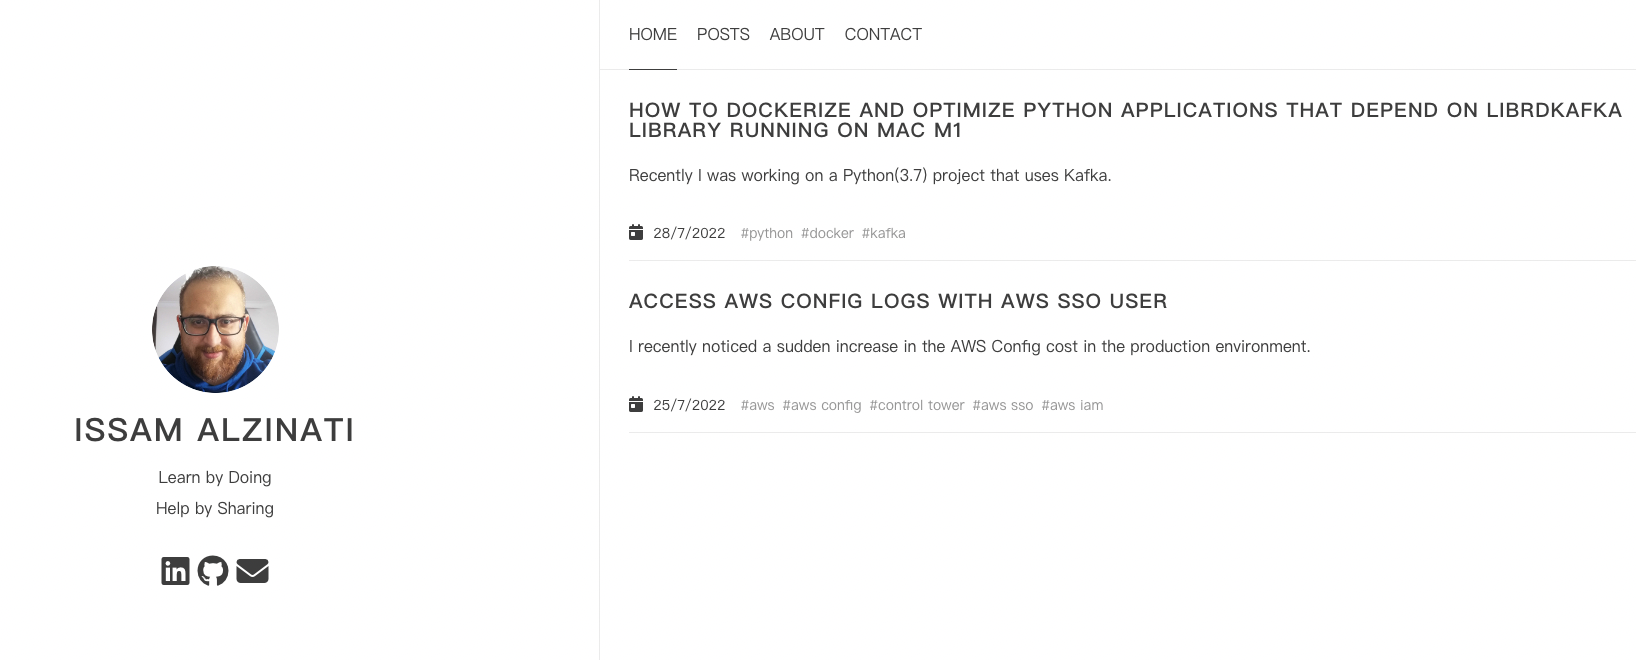 ISSAM ALZINATI
Learn by Doing
Help by Sharing
HOME POSTS ABOUT CONTACT
HOW TO DOCKERIZE AND OPTIMIZE PYTHON APPLICATIONS THAT DEPEND ON LIBRDKAFKA
LIBRARY RUNNING ON MAC M1
Recently I was working on a Python(3.7) project that uses Kafka.
28/7/2022 #python #docker #kafka
ACCESS AWS CONFIG LOGS WITH AWS SSO USER
I recently noticed a sudden increase in the AWS Config cost in the production environment.
25/7/2022 #aws #aws config #control tower #aws sso #aws iam